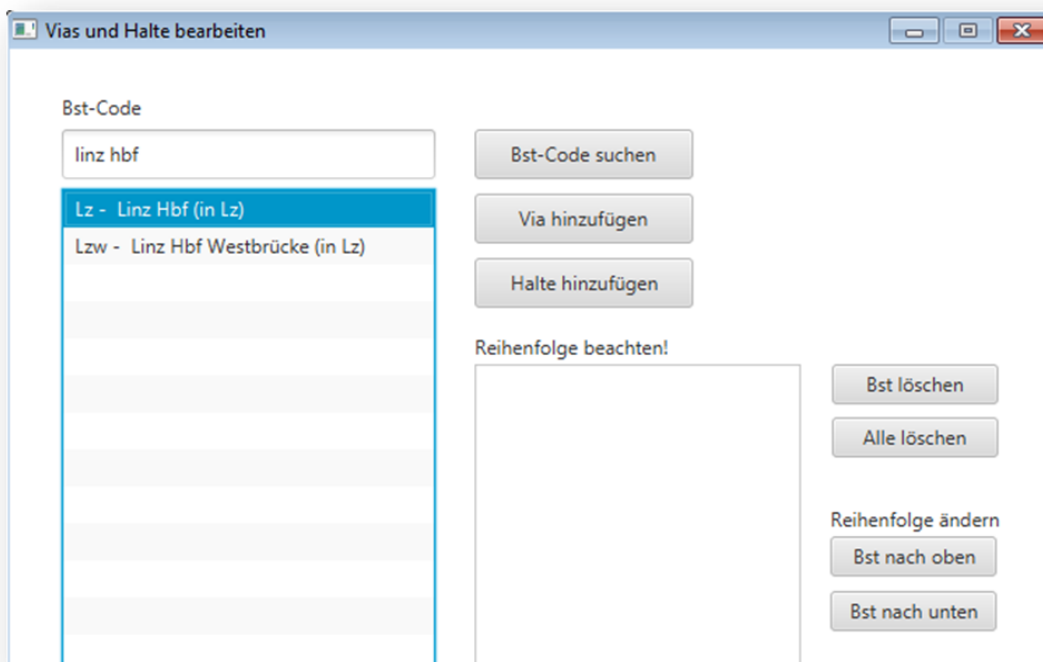 Vias und Halte bearbeiten
Bst-Code
linz hbf
Bst-Code suchen
Lz -  Linz Hbf (in Lz)
Lzw -  Linz Hbf Westbrücke (in Lz)
Via hinzufügen
Halte hinzufügen
Reihenfolge beachten!
Bst löschen
Alle löschen
Reihenfolge ändern
Bst nach oben
Bst nach unten